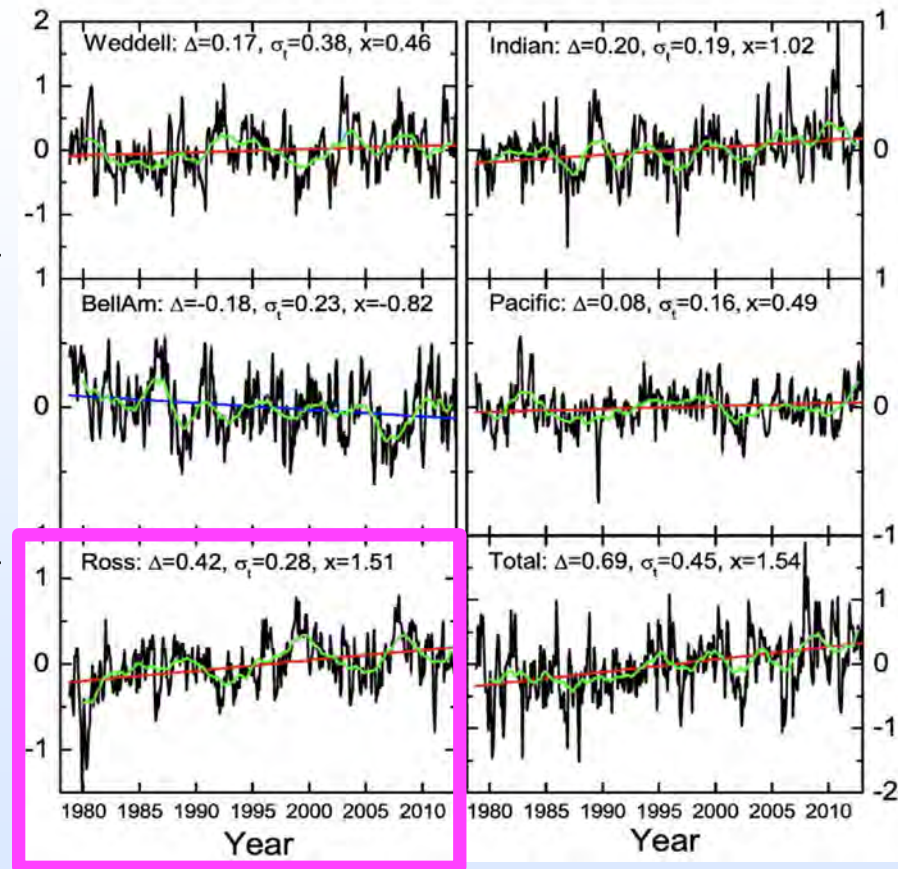 2
1
0
-1
1
Weddell: Δ=0.17, σt=0.38, x=0.46
Indian: Δ=0.20, σt=0.19, x=1.02
1
0
1
BellAm: Δ=-0.18, σt=0.23, x=-0.82
0
Pacific: Δ=0.08, σt=0.16, x=0.49
0
-1
Ross: Δ=0.42, σt=0.28, x=1.51
1
0
-1
Total: Δ=0.69, σt=0.45, x=1.54
-1
1
0
-1
-2
1980 1985 1990 1995 2000 2005 2010
1980 1985 1990 1995 2000 2005 2010
Year
Year